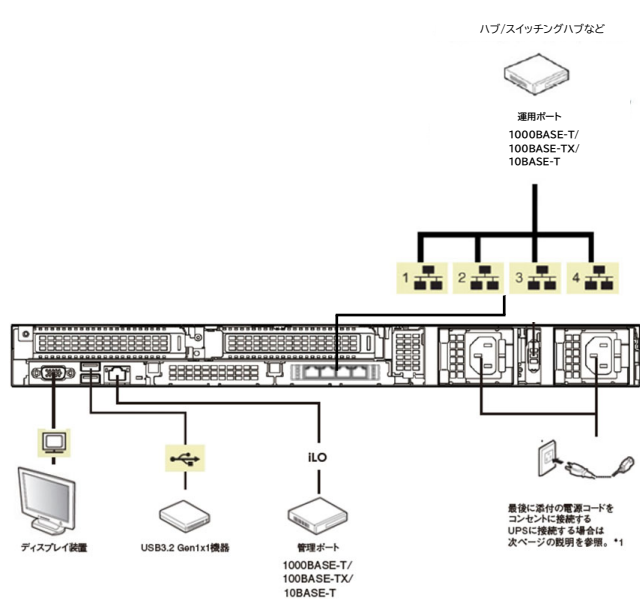 ハブ/スイッチングハブなど
運用ポート
1000BASE-T/
100BASE-TX/
10BASE-T
1
2
3
4
iLO
ディスプレイ装置
USB3.2 Gen1x1機器
管理ポート
1000BASE-T/
100BASE-TX/
10BASE-T
最後に添付の電源コードを
コンセントに接続する
UPSに接続する場合は
次ページの説明を参照。*1